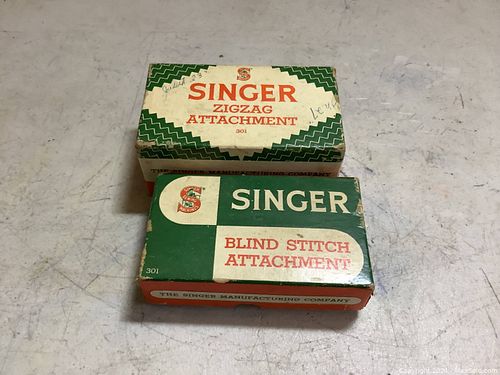 SINGER
ZIGZAG
ATTACHMENT
301
THE SINGER MANUFACTURING COMPANY
SINGER
BLIND STITCH
ATTACHMENT
301
THE SINGER MANUFACTURING COMPANY